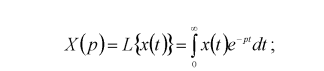 X(p) = L{x(t)} = ∫₀^∞ x(t)e^{-pt} dt ;